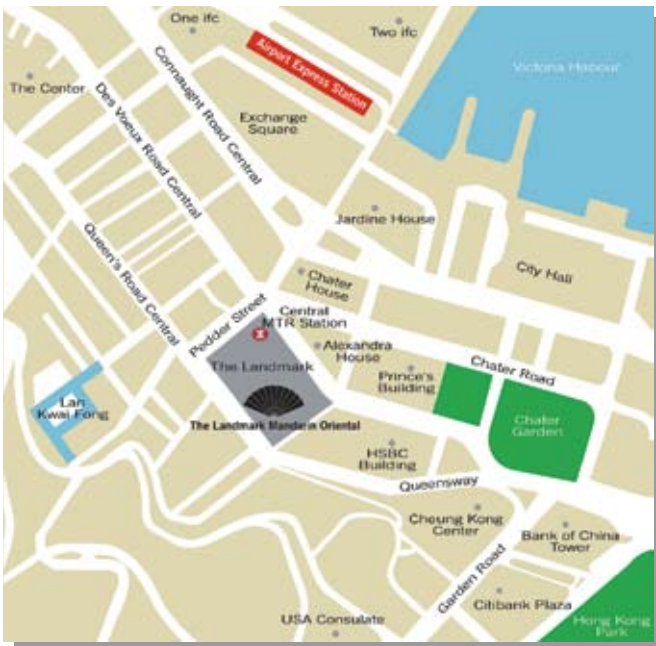 One ifc
Two ifc
Airport Express Station
Victoria Habour
The Center
Connaught Road Central
Des Voeux Road Central
Exchange
Square
Jardine House
Queen's Road Central
City Hall
Chater
House
Pedder Street
Central
MTR Station
Alexandra
House
The Landmark
Chater Road
Prince's
Building
Lan
Kwai Fong
Chater
Garden
The Landmark Mandarin Oriental
HSBC
Building
Queensway
Cheung Kong
Center
Bank of China
Tower
Garden Road
Citibank Plaza
USA Consulate
Hong Kong
Park